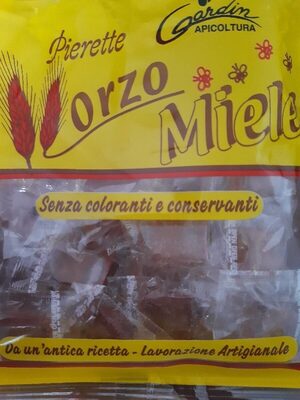 Gardin
APICOLTURA
Pierette
Orzo
Miele
Senza coloranti e conservanti
Da un'antica ricetta - Lavorazione Artigianale